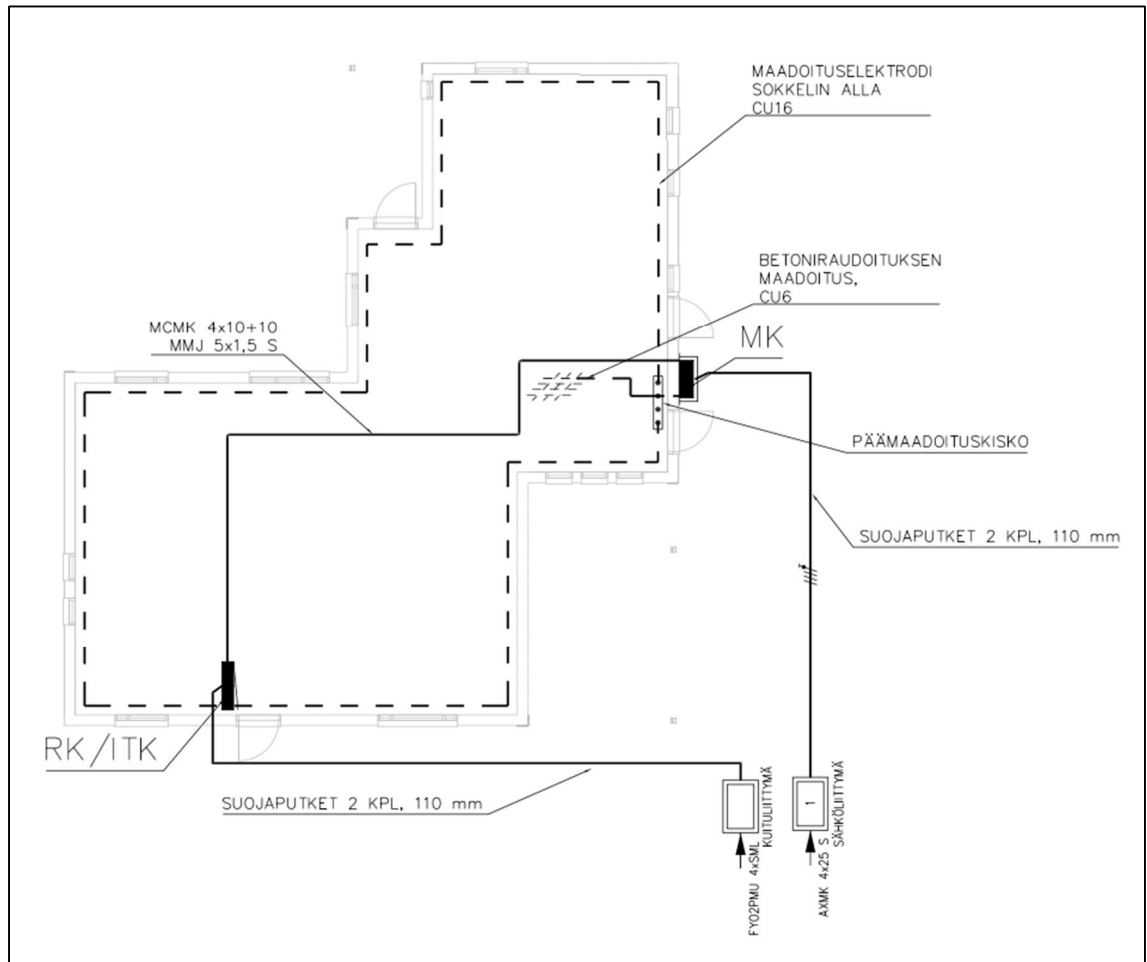 MAADOITUSELEKTRODI
SOKKELIN ALLA
CU16
BETONIRAUDOITUKSEN
MAADOITUS,
CU6
MCMK 4x10+10
MMJ 5x1,5 S
MK
PÄÄMAADOITUSKISKO
SUOJAPUTKET 2 KPL, 110 mm
RK/ITK
SUOJAPUTKET 2 KPL, 110 mm
KUITULIITTYMÄ
1
SÄHKÖLIITTYMÄ
FYO2PMU 4xSML
AXMK 4x25 S